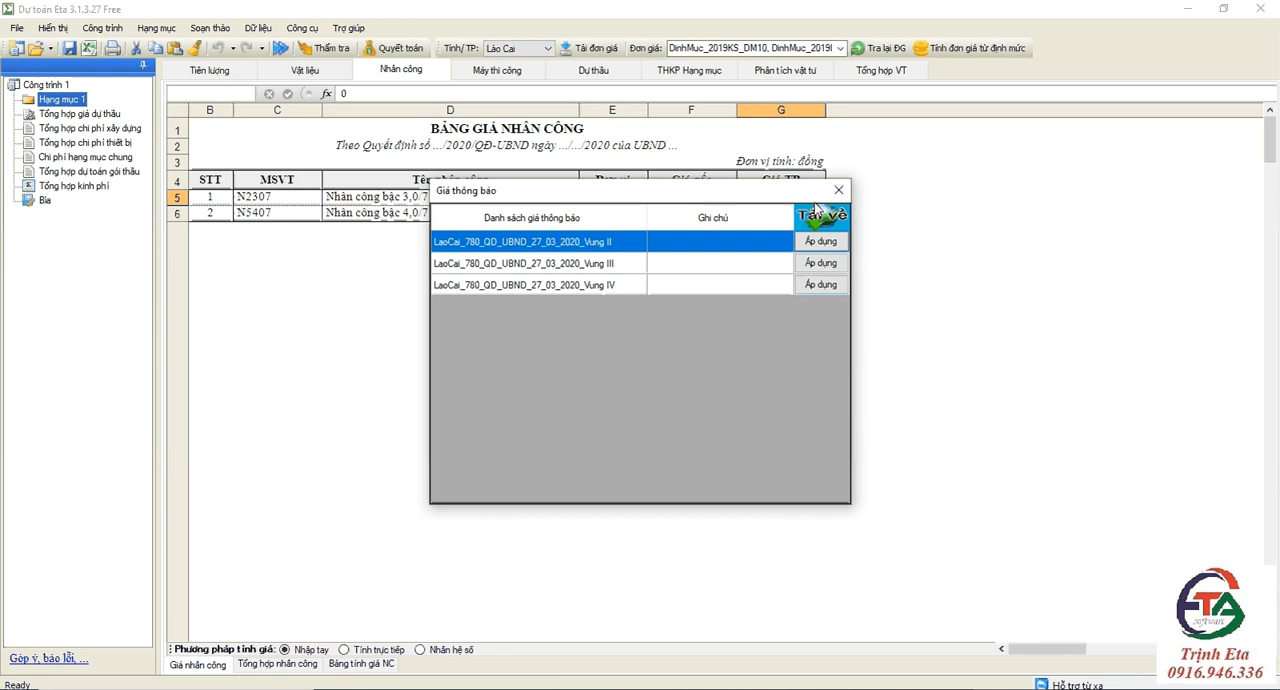 Dự toán Eta 3.1.3.27 Free
File Hiển thị Công trình Hạng mục Soạn thảo Dữ liệu Công cụ Trợ giúp
Thẩm tra Quyết toán Tỉnh/ TP: Lào Cai Tải đơn giá Đơn giá: DinhMuc_2019KS_DM10, DinhMuc_2019I Tra lại ĐG Tính đơn giá từ định mức
Tiên lượng Vật liệu Nhân công Máy thi công Dự thầu THKP Hạng mục Phân tích vật tư Tổng hợp VT
fx 0
Công trình 1
Hạng mục 1
Tổng hợp giá dự thầu
Tổng hợp chi phí xây dựng
Tổng hợp chi phí thiết bị
Chi phí hạng mục chung
Tổng hợp dự toán gói thầu
Tổng hợp kinh phí
Bìa
B C D E F G
1 BẢNG GIÁ NHÂN CÔNG
2 Theo Quyết định số .../2020/QĐ-UBND ngày .../.../2020 của UBND ...
3 Đơn vị tính: đồng
4 STT MSVT
5 1 N2307 Nhân công bậc 3,0/7
6 2 N5407 Nhân công bậc 4,0/7
Giá thông báo
Danh sách giá thông báo Ghi chú Tải về
LaoCai_780_QD_UBND_27_03_2020_Vung II Áp dụng
LaoCai_780_QD_UBND_27_03_2020_Vung III Áp dụng
LaoCai_780_QD_UBND_27_03_2020_Vung IV Áp dụng
Phương pháp tính giá: Nhập tay Tính trực tiếp Nhân hệ số
Giá nhân công Tổng hợp nhân công Bảng tính giá NC
Góp ý, báo lỗi, ...
Ready
Hỗ trợ từ xa
ETA
software
Trịnh Eta
0916.946.336